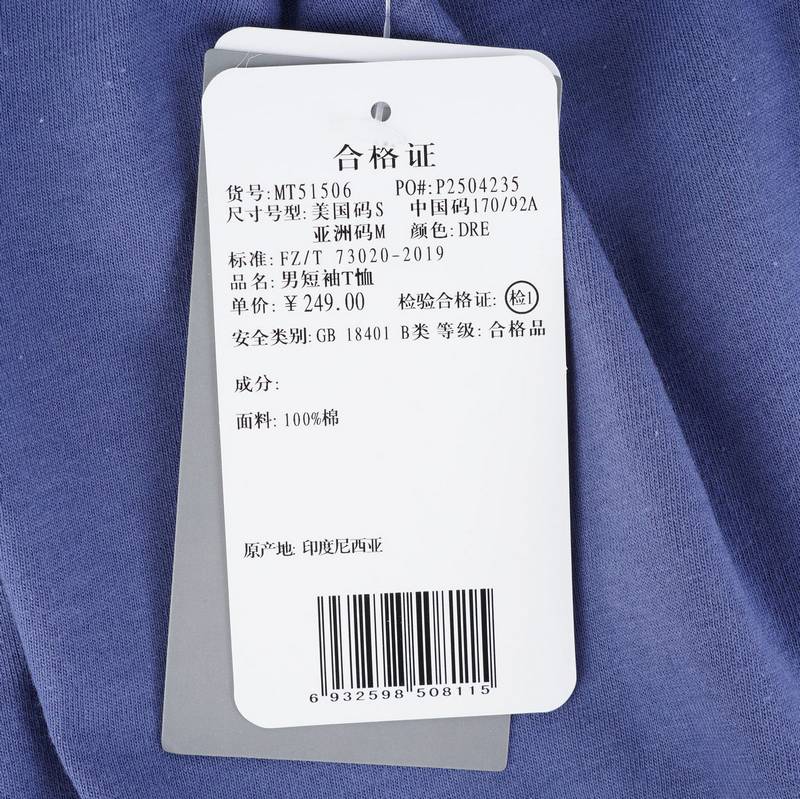 合格证
货号:MT51506 PO#:P2504235
尺寸号型:美国码S 中国码170/92A
亚洲码M 颜色:DRE
标准:FZ/T 73020-2019
品名:男短袖T恤
单价:￥249.00 检验合格证:检1
安全类别:GB 18401 B类 等级:合格品
成分:
面料:100%棉
原产地:印度尼西亚
6 932598 508115